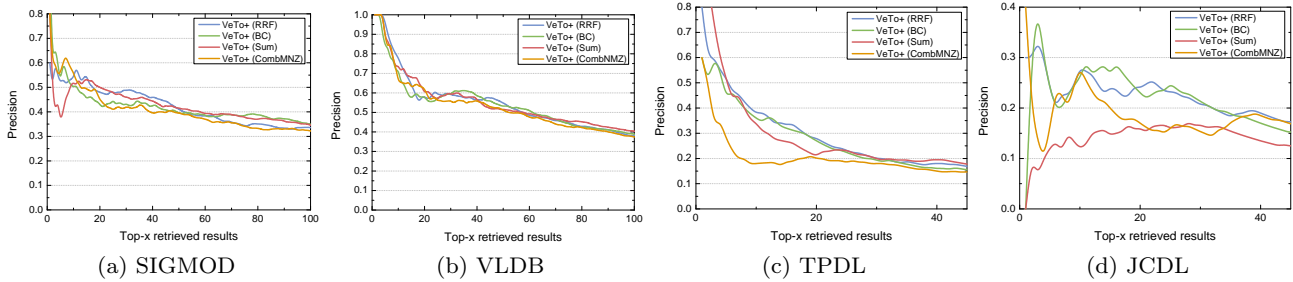 0.8
0.7
0.6
0.5
0.4
0.3
0.2
0.1
0.0
Precision
0
20
40
60
80
100
Top-x retrieved results
VeTo+ (RRF)
VeTo+ (BC)
VeTo+ (Sum)
VeTo+ (CombMNZ)
(a) SIGMOD
1.0
0.9
0.8
0.7
0.6
0.5
0.4
0.3
0.2
0.1
0.0
Precision
0
20
40
60
80
100
Top-x retrieved results
VeTo+ (RRF)
VeTo+ (BC)
VeTo+ (Sum)
VeTo+ (CombNMZ)
(b) VLDB
0.8
0.7
0.6
0.5
0.4
0.3
0.2
0.1
0.0
Precision
0
20
40
Top-x retrieved results
VeTo+ (RRF)
VeTo+ (BC)
VeTo+ (Sum)
VeTo+ (CombMNZ)
(c) TPDL
0.4
0.3
0.2
0.1
0.0
Precision
0
20
40
Top-x retrieved results
VeTo+ (RRF)
VeTo+ (BC)
VeTo+ (Sum)
VeTo+ (CombMNZ)
(d) JCDL